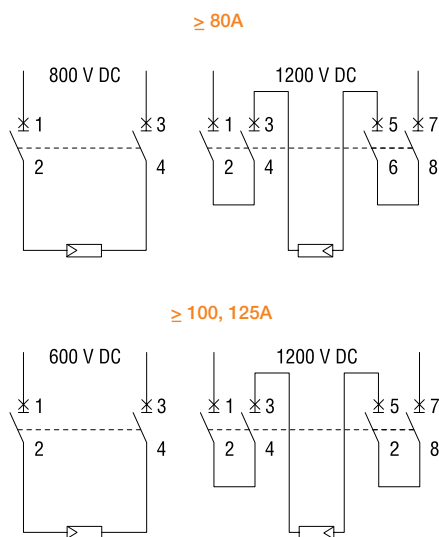 ≥ 80A
800 V DC 1200 V DC
1 3 1 3 5 7
2 4 2 4 6 8
≥ 100, 125A
600 V DC 1200 V DC
1 3 1 3 5 7
2 4 2 4 2 8